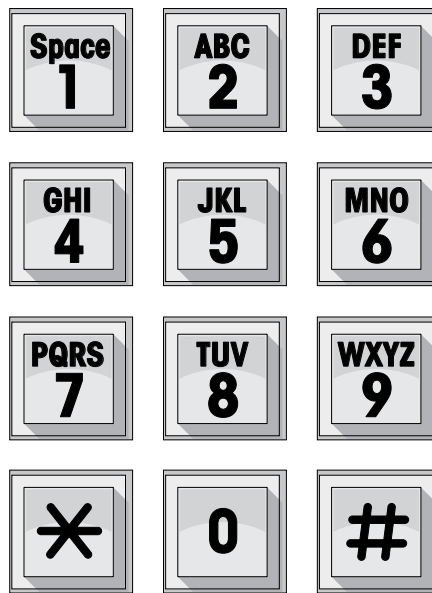 Space ABC DEF
1 2 3
GHI JKL MNO
4 5 6
PQRS TUV WXYZ
7 8 9
* 0 #